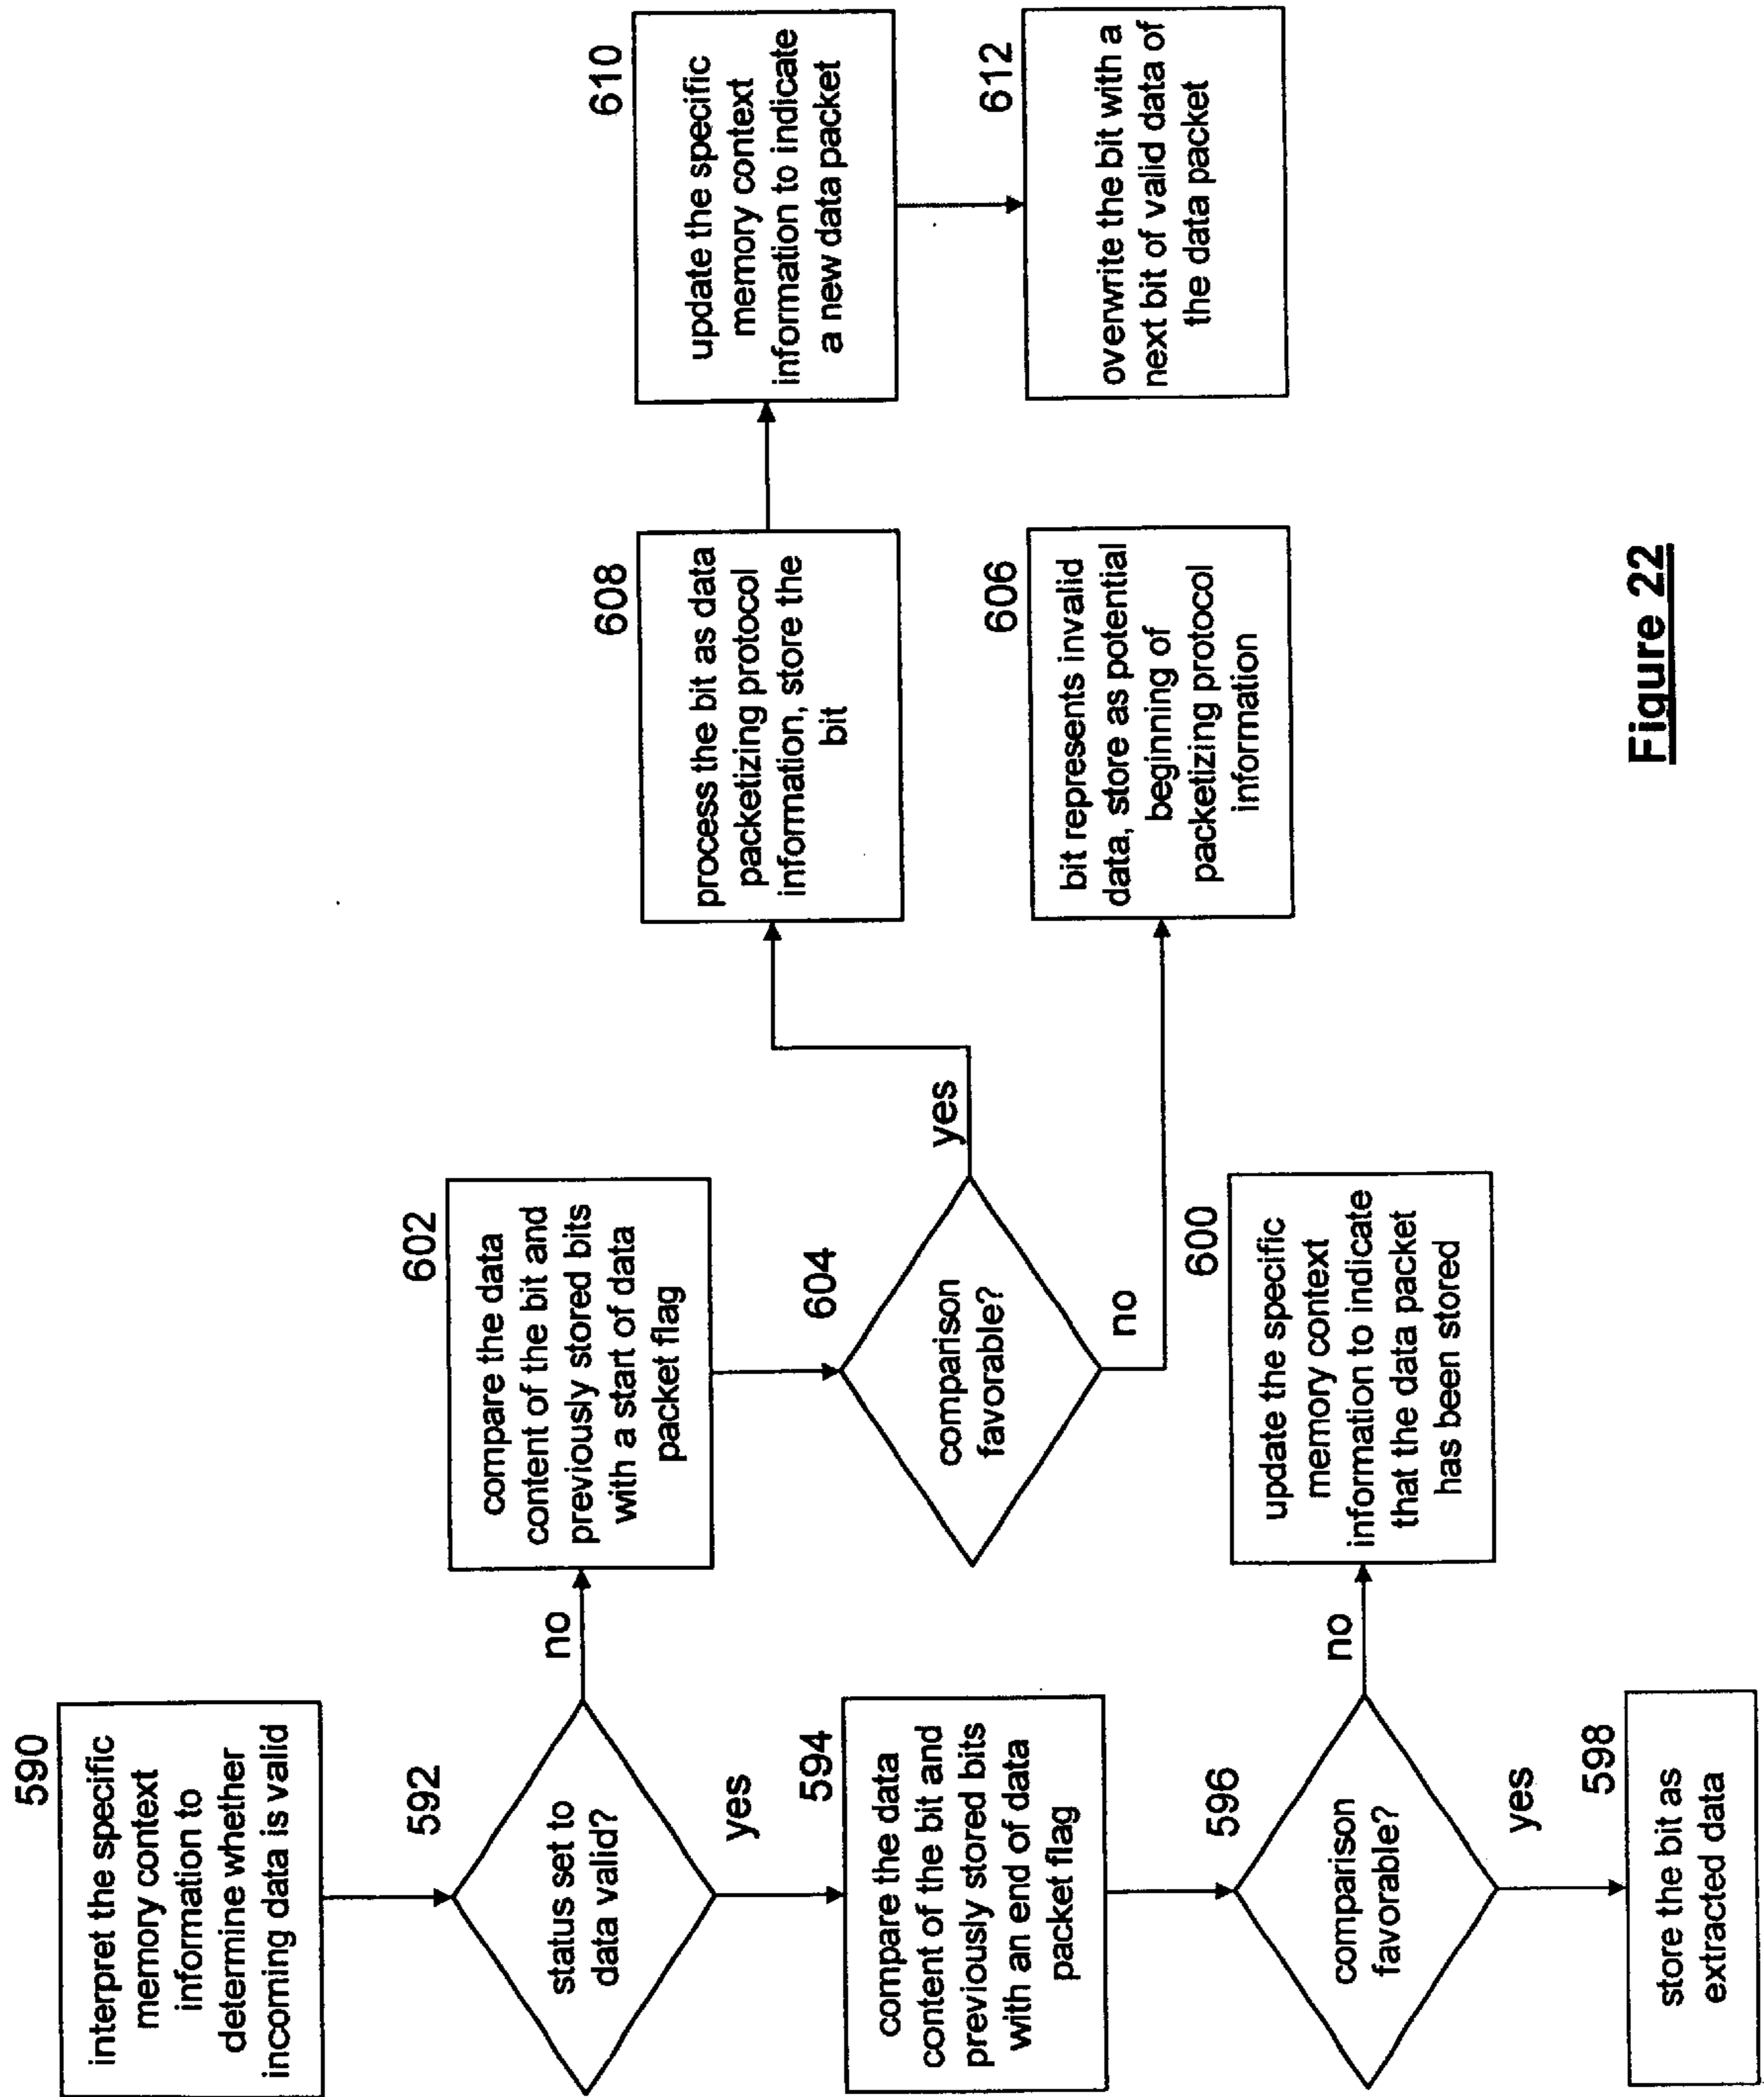 590
interpret the specific
memory context
information to
determine whether
incoming data is valid
592
status set to
data valid?
no
yes
594
compare the data
content of the bit and
previously stored bits
with an end of data
packet flag
596
comparison
favorable?
no
yes
598
store the bit as
extracted data
600
update the specific
memory context
information to indicate
that the data packet
has been stored
602
compare the data
content of the bit and
previously stored bits
with a start of data
packet flag
604
comparison
favorable?
yes
no
606
bit represents invalid
data, store as potential
beginning of
packetizing protocol
information
608
process the bit as data
packetizing protocol
information, store the
bit
610
update the specific
memory context
information to indicate
a new data packet
612
overwrite the bit with a
next bit of valid data of
the data packet
Figure 22